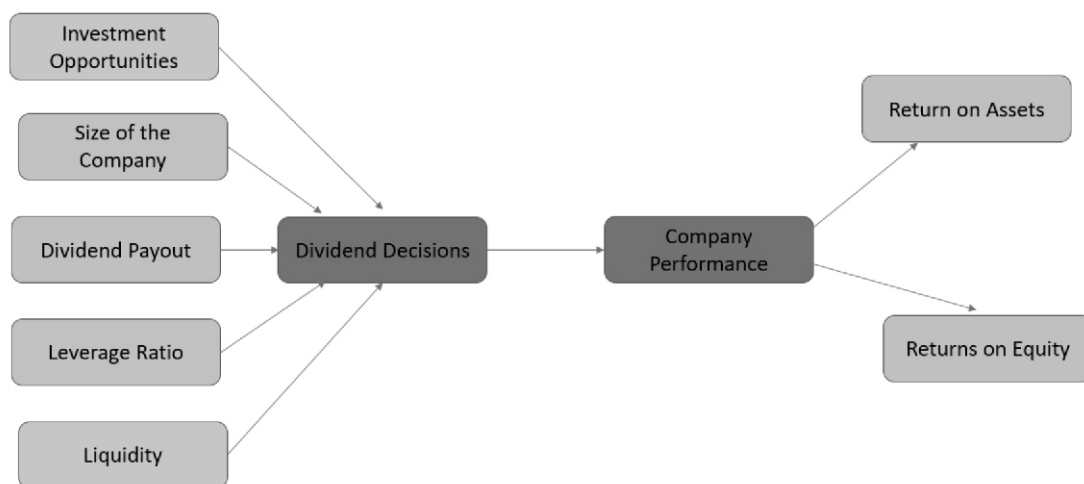 Investment
Opportunities
Size of the
Company
Dividend Payout
Leverage Ratio
Liquidity
Dividend Decisions
Company
Performance
Return on Assets
Returns on Equity